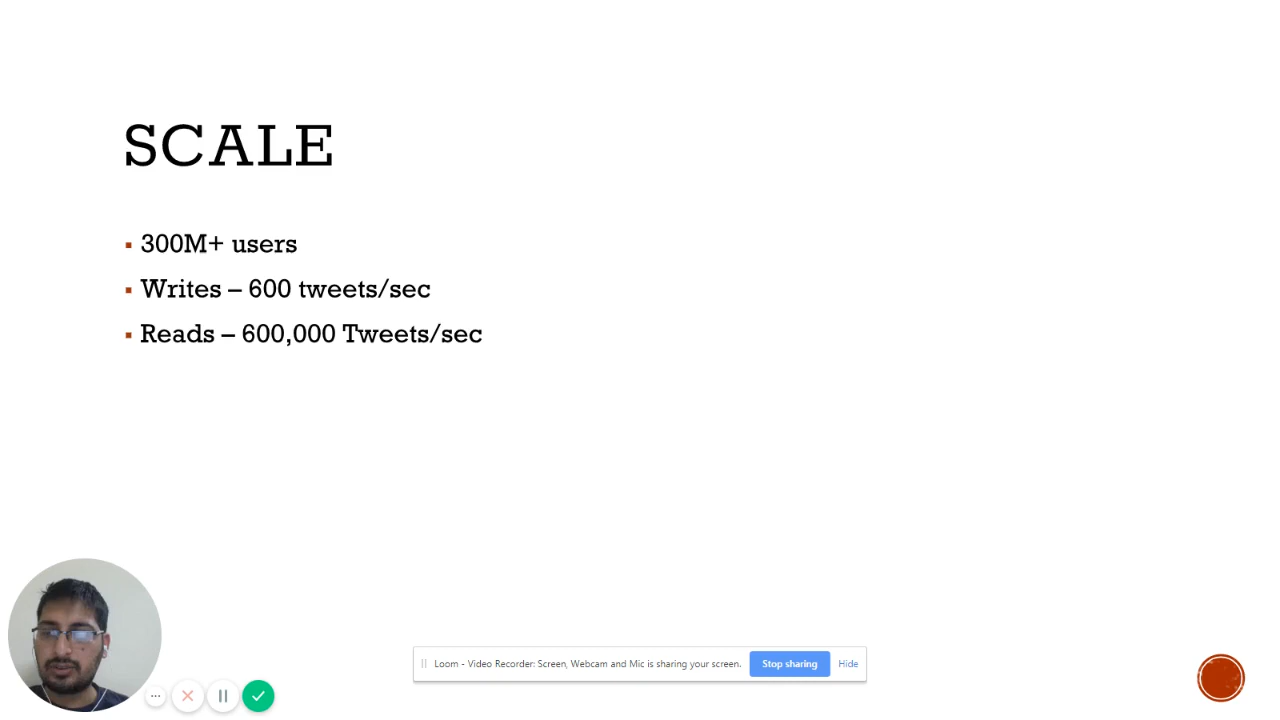 SCALE
300M+ users
Writes – 600 tweets/sec
Reads – 600,000 Tweets/sec
Loom - Video Recorder: Screen, Webcam and Mic is sharing your screen. Stop sharing Hide